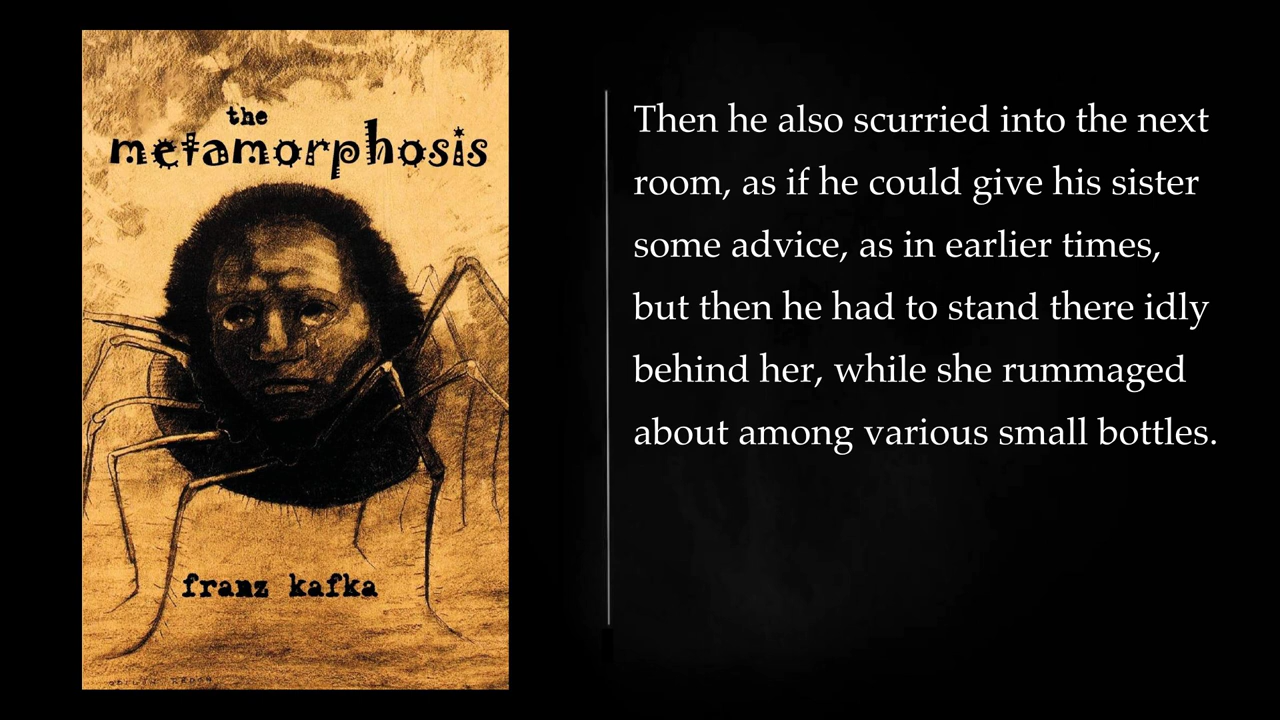 the
metamorphosis
franz kafka
ODILON REDON
Then he also scurried into the next
room, as if he could give his sister
some advice, as in earlier times,
but then he had to stand there idly
behind her, while she rummaged
about among various small bottles.